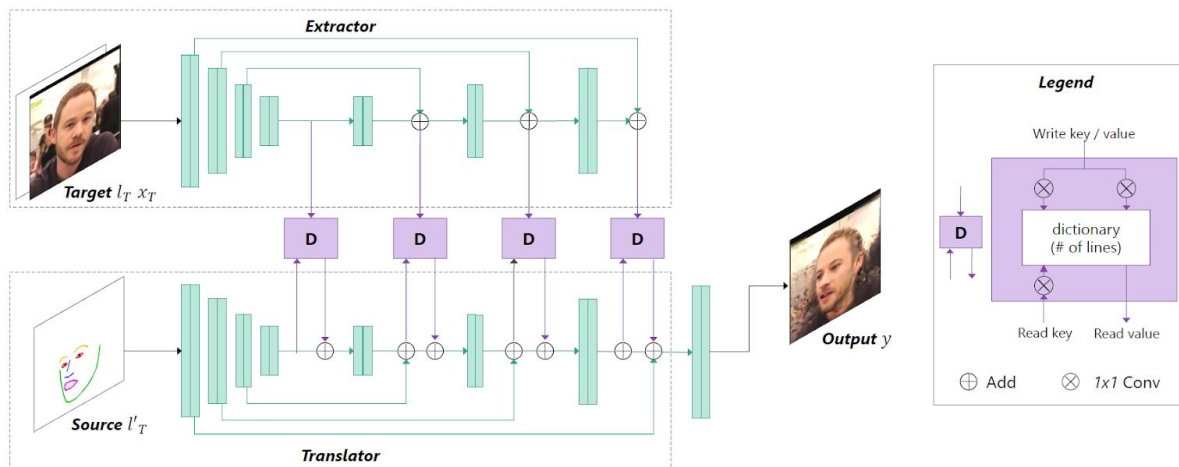 Extractor
Target l_T x_T
D D D D
Source l'_T
Translator
Output y
Legend
Write key / value
D
dictionary
(# of lines)
Read key Read value
⊕ Add ⊗ 1x1 Conv